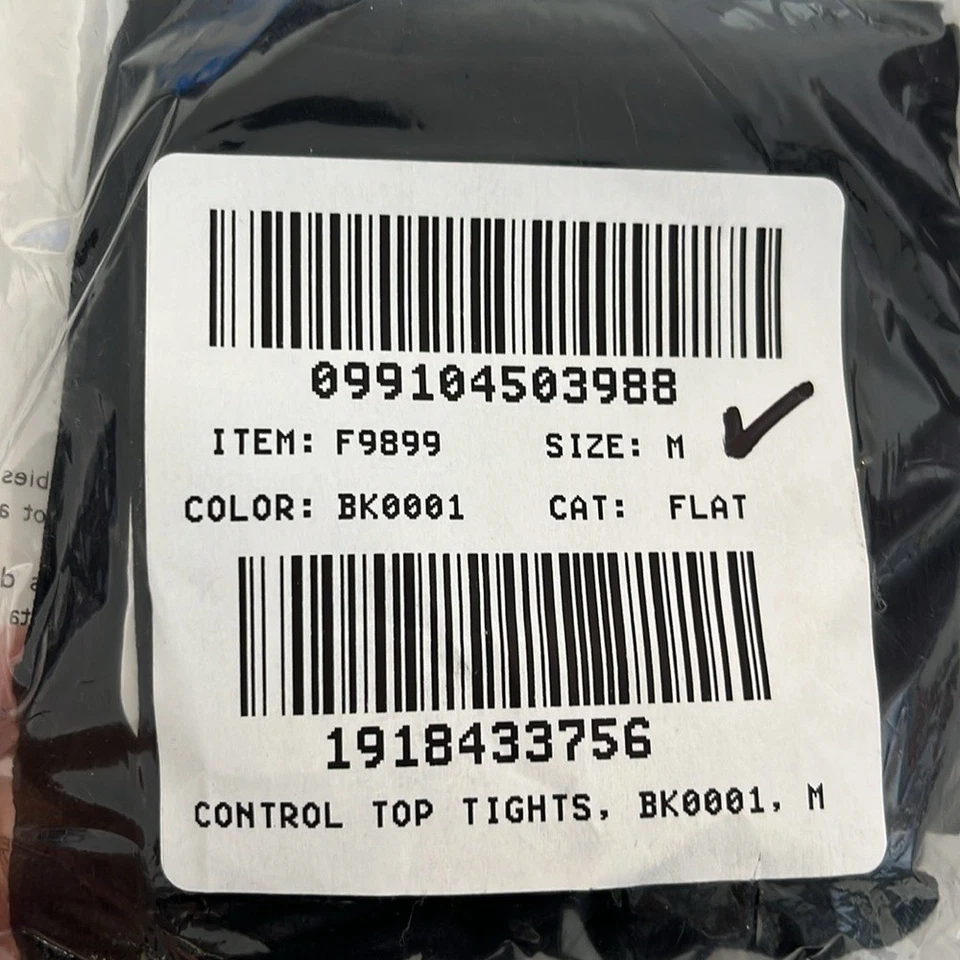 099104503988
ITEM: F9899 SIZE: M
COLOR: BK0001 CAT: FLAT
1918433756
CONTROL TOP TIGHTS, BK0001, M